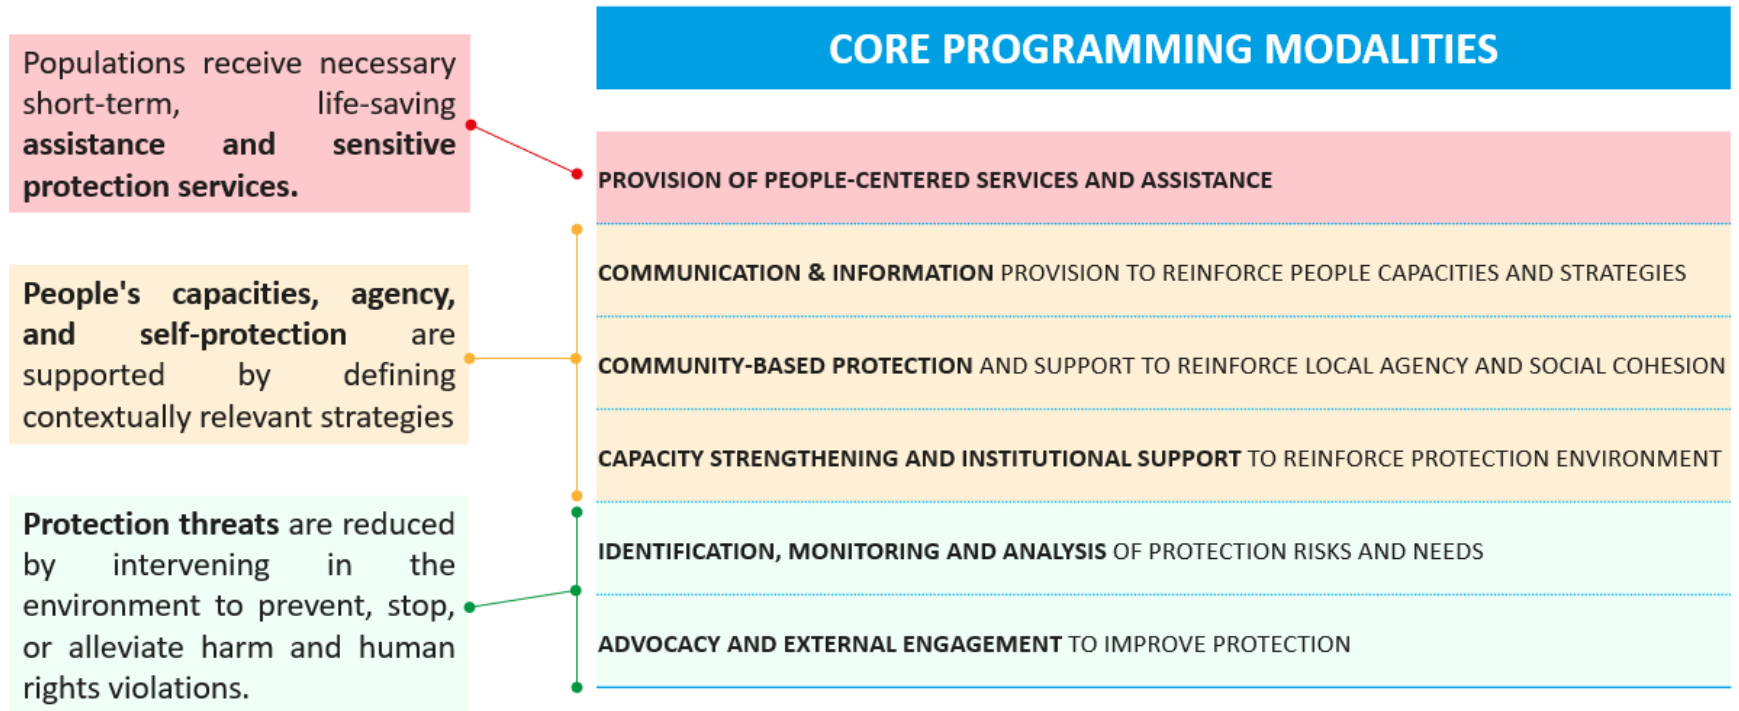 CORE PROGRAMMING MODALITIES
Populations receive necessary
short-term, life-saving
assistance and sensitive
protection services.
PROVISION OF PEOPLE-CENTERED SERVICES AND ASSISTANCE
People's capacities, agency,
and self-protection are
supported by defining
contextually relevant strategies
COMMUNICATION & INFORMATION PROVISION TO REINFORCE PEOPLE CAPACITIES AND STRATEGIES
COMMUNITY-BASED PROTECTION AND SUPPORT TO REINFORCE LOCAL AGENCY AND SOCIAL COHESION
CAPACITY STRENGTHENING AND INSTITUTIONAL SUPPORT TO REINFORCE PROTECTION ENVIRONMENT
Protection threats are reduced
by intervening in the
environment to prevent, stop,
or alleviate harm and human
rights violations.
IDENTIFICATION, MONITORING AND ANALYSIS OF PROTECTION RISKS AND NEEDS
ADVOCACY AND EXTERNAL ENGAGEMENT TO IMPROVE PROTECTION